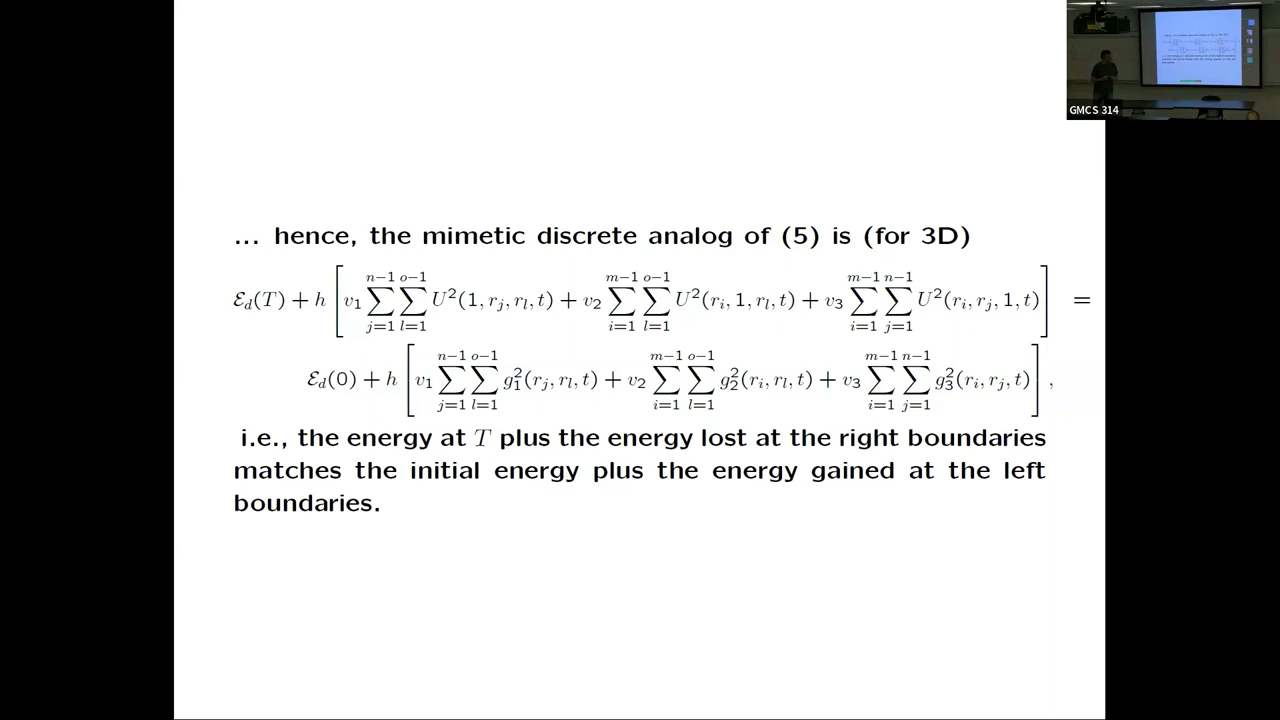 GMCS 314
... hence, the mimetic discrete analog of (5) is (for 3D)
$\mathcal{E}_d(T) + h \left[ v_1 \sum_{j=1}^{n-1} \sum_{l=1}^{o-1} U^2(1, r_j, r_l, t) + v_2 \sum_{i=1}^{m-1} \sum_{l=1}^{o-1} U^2(r_i, 1, r_l, t) + v_3 \sum_{i=1}^{m-1} \sum_{j=1}^{n-1} U^2(r_i, r_j, 1, t) \right] =$
$\mathcal{E}_d(0) + h \left[ v_1 \sum_{j=1}^{n-1} \sum_{l=1}^{o-1} g_1^2(r_j, r_l, t) + v_2 \sum_{i=1}^{m-1} \sum_{l=1}^{o-1} g_2^2(r_i, r_l, t) + v_3 \sum_{i=1}^{m-1} \sum_{j=1}^{n-1} g_3^2(r_i, r_j, t) \right],$
i.e., the energy at $T$ plus the energy lost at the right boundaries
matches the initial energy plus the energy gained at the left
boundaries.